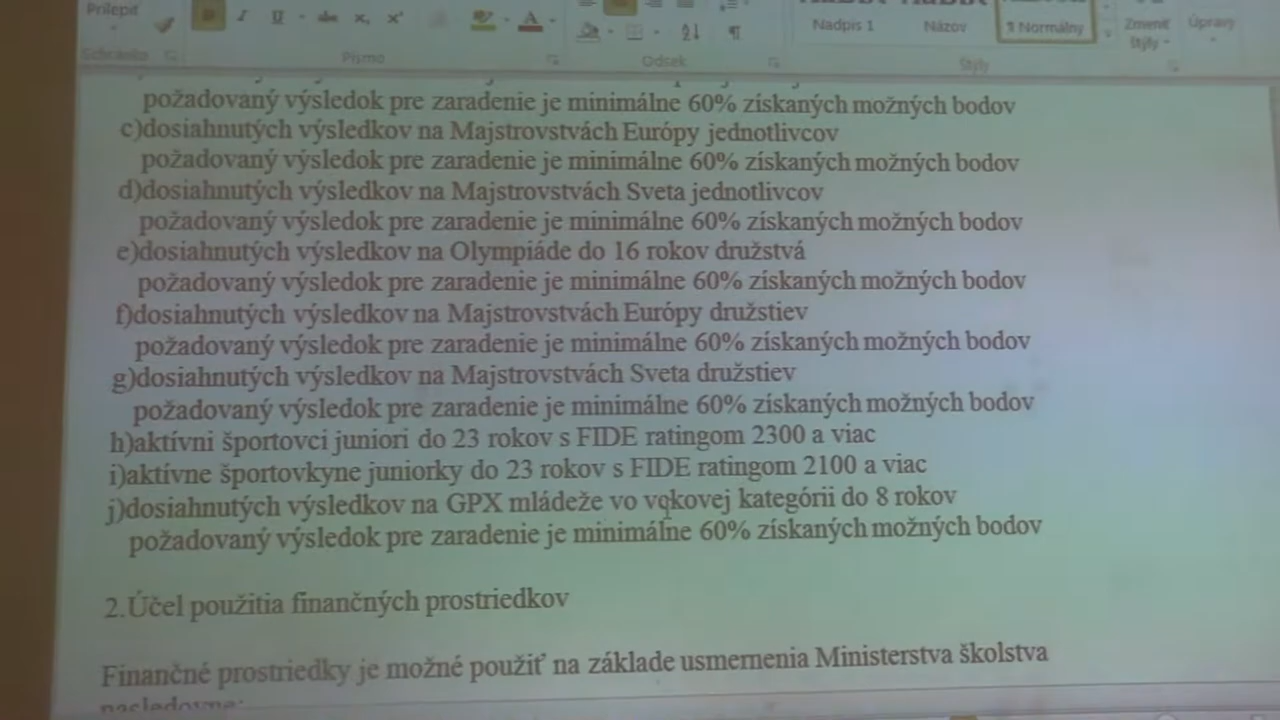 Prilepiť
Nadpis 1 Názov ¶ Normálny Zmeniť štýly Úpravy
Schránka Písmo Odsek Štýly
požadovaný výsledok pre zaradenie je minimálne 60% získaných možných bodov
c)dosiahnutých výsledkov na Majstrovstvách Európy jednotlivcov
požadovaný výsledok pre zaradenie je minimálne 60% získaných možných bodov
d)dosiahnutých výsledkov na Majstrovstvách Sveta jednotlivcov
požadovaný výsledok pre zaradenie je minimálne 60% získaných možných bodov
e)dosiahnutých výsledkov na Olympiáde do 16 rokov družstvá
požadovaný výsledok pre zaradenie je minimálne 60% získaných možných bodov
f)dosiahnutých výsledkov na Majstrovstvách Európy družstiev
požadovaný výsledok pre zaradenie je minimálne 60% získaných možných bodov
g)dosiahnutých výsledkov na Majstrovstvách Sveta družstiev
požadovaný výsledok pre zaradenie je minimálne 60% získaných možných bodov
h)aktívni športovci juniori do 23 rokov s FIDE ratingom 2300 a viac
i)aktívne športovkyne juniorky do 23 rokov s FIDE ratingom 2100 a viac
j)dosiahnutých výsledkov na GPX mládeže vo vekovej kategórii do 8 rokov
požadovaný výsledok pre zaradenie je minimálne 60% získaných možných bodov
2.Účel použitia finančných prostriedkov
Finančné prostriedky je možné použiť na základe usmernenia Ministerstva školstva
nasledovne: